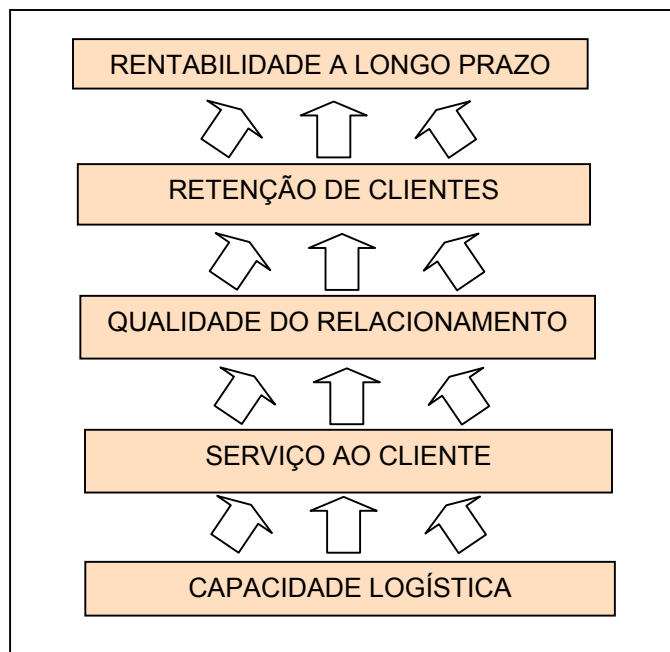 RENTABILIDADE A LONGO PRAZO
RETENÇÃO DE CLIENTES
QUALIDADE DO RELACIONAMENTO
SERVIÇO AO CLIENTE
CAPACIDADE LOGÍSTICA